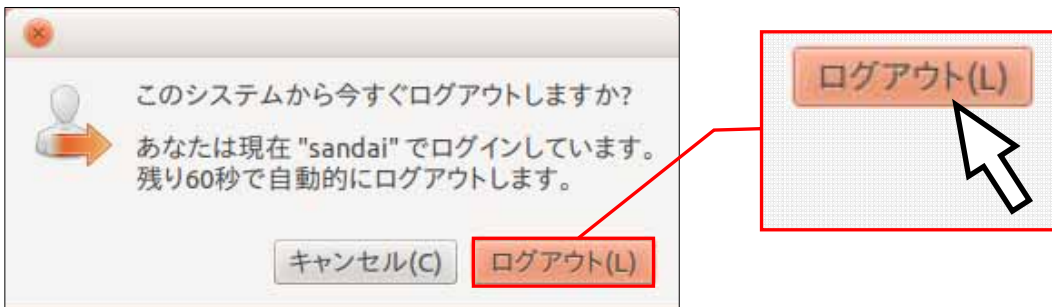 このシステムから今すぐログアウトしますか?
あなたは現在 "sandai" でログインしています。
残り60秒で自動的にログアウトします。
キャンセル(C)
ログアウト(L)
ログアウト(L)